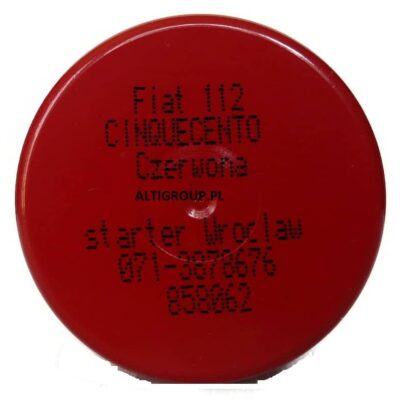 Fiat 112
CINQUECENTO
Czerwona
ALTIGROUP.PL
starter Wroclaw
071-3878676
858062